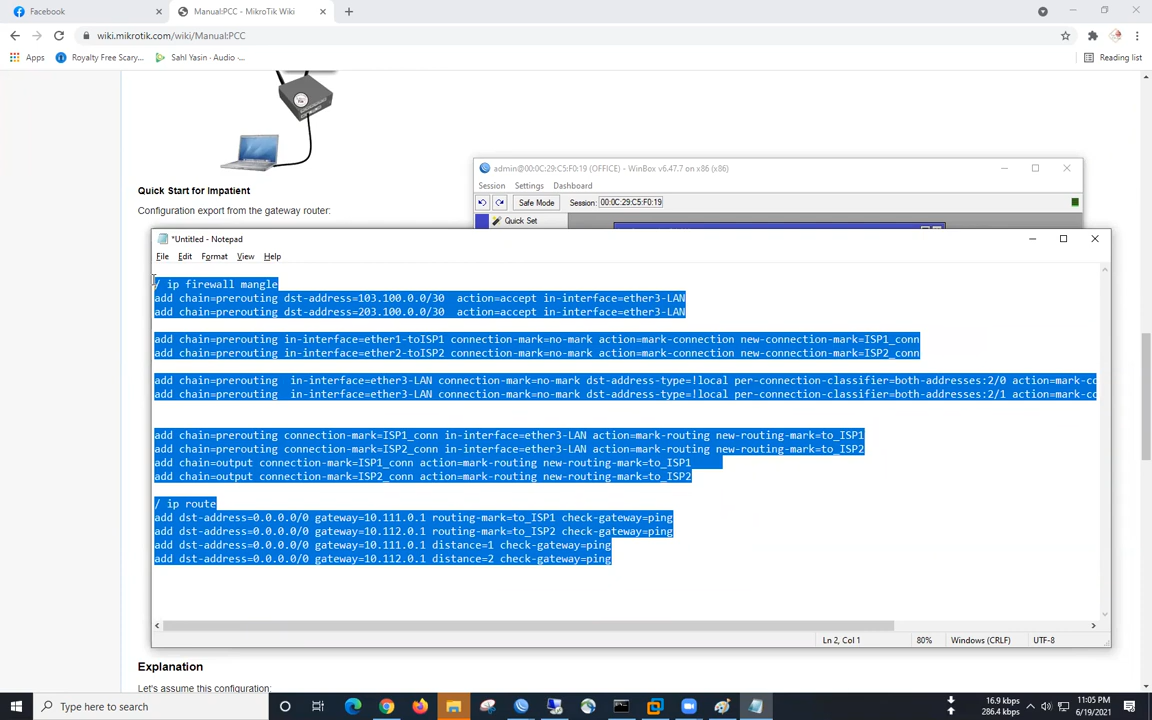 Facebook
Manual:PCC - MikroTik Wiki
wiki.mikrotik.com/wiki/Manual:PCC
Apps
Royalty Free Scary...
Sahl Yasin - Audio -...
Reading list
Quick Start for Impatient
Configuration export from the gateway router:
admin@00:0C:29:C5:F0:19 (OFFICE) - WinBox v6.47.7 on x86 (x86)
Session Settings Dashboard
Safe Mode Session: 00:0C:29:C5:F0:19
Quick Set
*Untitled - Notepad
File Edit Format View Help
/ ip firewall mangle
add chain=prerouting dst-address=103.100.0.0/30  action=accept in-interface=ether3-LAN
add chain=prerouting dst-address=203.100.0.0/30  action=accept in-interface=ether3-LAN
add chain=prerouting in-interface=ether1-toISP1 connection-mark=no-mark action=mark-connection new-connection-mark=ISP1_conn
add chain=prerouting in-interface=ether2-toISP2 connection-mark=no-mark action=mark-connection new-connection-mark=ISP2_conn
add chain=prerouting  in-interface=ether3-LAN connection-mark=no-mark dst-address-type=!local per-connection-classifier=both-addresses:2/0 action=mark-co
add chain=prerouting  in-interface=ether3-LAN connection-mark=no-mark dst-address-type=!local per-connection-classifier=both-addresses:2/1 action=mark-co
add chain=prerouting connection-mark=ISP1_conn in-interface=ether3-LAN action=mark-routing new-routing-mark=to_ISP1
add chain=prerouting connection-mark=ISP2_conn in-interface=ether3-LAN action=mark-routing new-routing-mark=to_ISP2
add chain=output connection-mark=ISP1_conn action=mark-routing new-routing-mark=to_ISP1
add chain=output connection-mark=ISP2_conn action=mark-routing new-routing-mark=to_ISP2
/ ip route
add dst-address=0.0.0.0/0 gateway=10.111.0.1 routing-mark=to_ISP1 check-gateway=ping
add dst-address=0.0.0.0/0 gateway=10.112.0.1 routing-mark=to_ISP2 check-gateway=ping
add dst-address=0.0.0.0/0 gateway=10.111.0.1 distance=1 check-gateway=ping
add dst-address=0.0.0.0/0 gateway=10.112.0.1 distance=2 check-gateway=ping
Ln 2, Col 1 80% Windows (CRLF) UTF-8
Explanation
Let's assume this configuration:
Type here to search
16.9 kbps
286.4 kbps
11:05 PM
6/19/2021